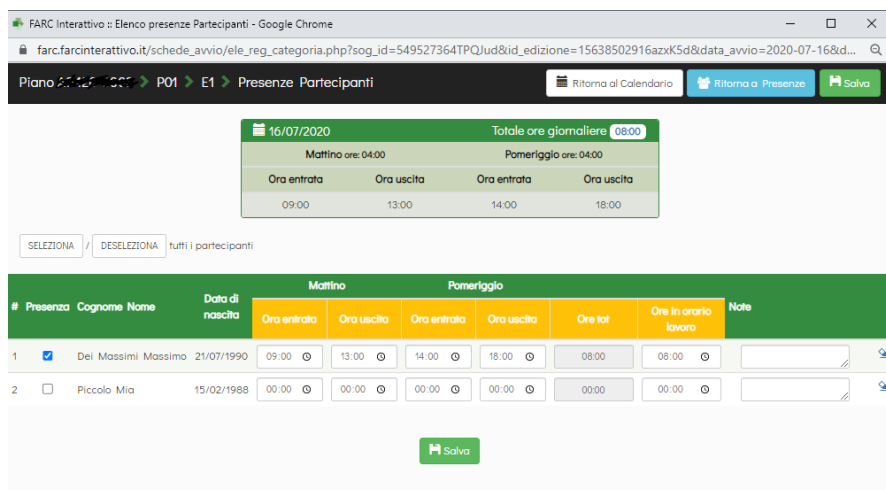 FARC Interattivo :: Elenco presenze Partecipanti - Google Chrome
farc.farcinterattivo.it/schede_avvio/ele_reg_categoria.php?sog_id=549527364TPQJud&id_edizione=15638502916azxK5d&data_avvio=2020-07-16&d...
Piano > P01 > E1 > Presenze Partecipanti Ritorna al Calendario Ritorna a Presenze Salva
16/07/2020 Totale ore giornaliere 08:00
Mattino ore: 04:00 Pomeriggio ore: 04:00
Ora entrata Ora uscita Ora entrata Ora uscita
09:00 13:00 14:00 18:00
SELEZIONA / DESELEZIONA tutti i partecipanti
# Presenza Cognome Nome Data di nascita Mattino Pomeriggio Note
Ora entrata Ora uscita Ora entrata Ora uscita Ore tot Ore in orario lavoro
1 Dei Massimi Massimo 21/07/1990 09:00 13:00 14:00 18:00 08:00 08:00
2 Piccolo Mia 15/02/1988 00:00 00:00 00:00 00:00 00:00 00:00
Salva